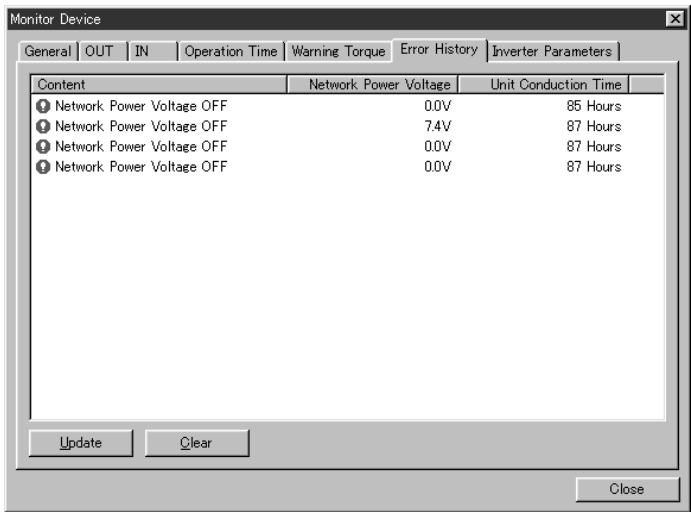 Monitor Device
General OUT IN Operation Time Warning Torque Error History Inverter Parameters
Content Network Power Voltage Unit Conduction Time
Network Power Voltage OFF 0.0V 85 Hours
Network Power Voltage OFF 7.4V 87 Hours
Network Power Voltage OFF 0.0V 87 Hours
Network Power Voltage OFF 0.0V 87 Hours
Update Clear
Close